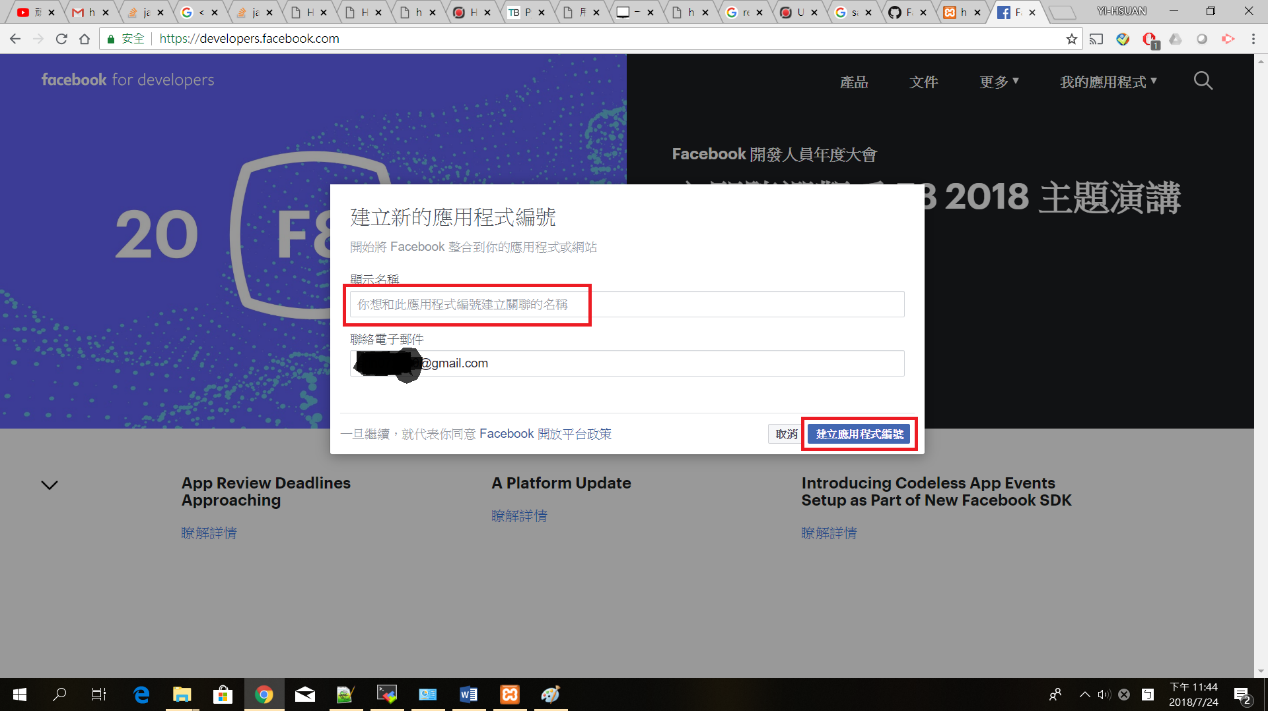 YI-HSUAN
安全 | https://developers.facebook.com
facebook for developers
產品 文件 更多 我的應用程式
Facebook 開發人員年度大會
F8 2018 主題演講
20 F8
建立新的應用程式編號
開始將 Facebook 整合到你的應用程式或網站
顯示名稱
你想和此應用程式編號建立關聯的名稱
聯絡電子郵件
@gmail.com
一旦繼續，就代表你同意 Facebook 開放平台政策
取消 建立應用程式編號
App Review Deadlines
Approaching
瞭解詳情
A Platform Update
瞭解詳情
Introducing Codeless App Events
Setup as Part of New Facebook SDK
瞭解詳情
下午 11:44
2018/7/24
2